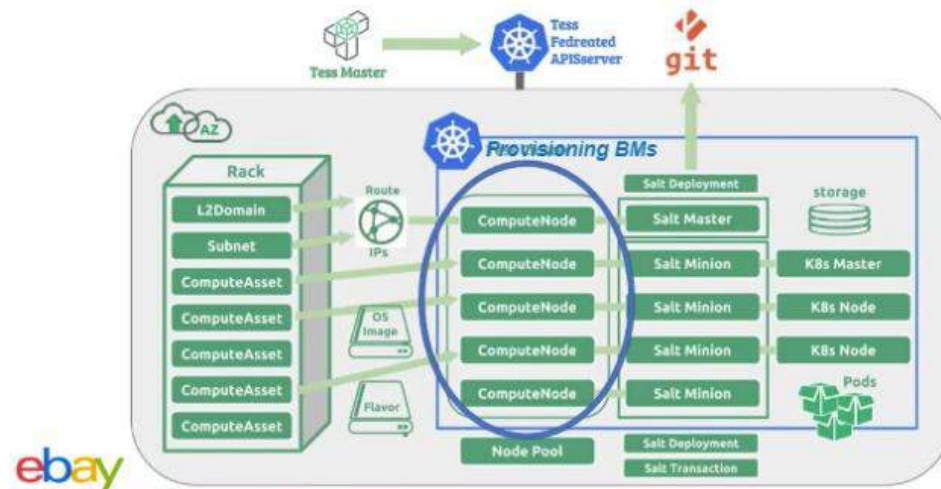 Tess Master
Tess
Fedreated
APISserver
git
AZ
Provisioning BMs
Rack
L2Domain
Subnet
ComputeAsset
ComputeAsset
ComputeAsset
ComputeAsset
ComputeAsset
Route
IPs
OS
Image
Flavor
ComputeNode
ComputeNode
ComputeNode
ComputeNode
ComputeNode
Node Pool
Salt Deployment
Salt Master
Salt Minion
Salt Minion
Salt Minion
Salt Minion
Salt Deployment
Salt Transaction
storage
K8s Master
K8s Node
K8s Node
Pods
ebay